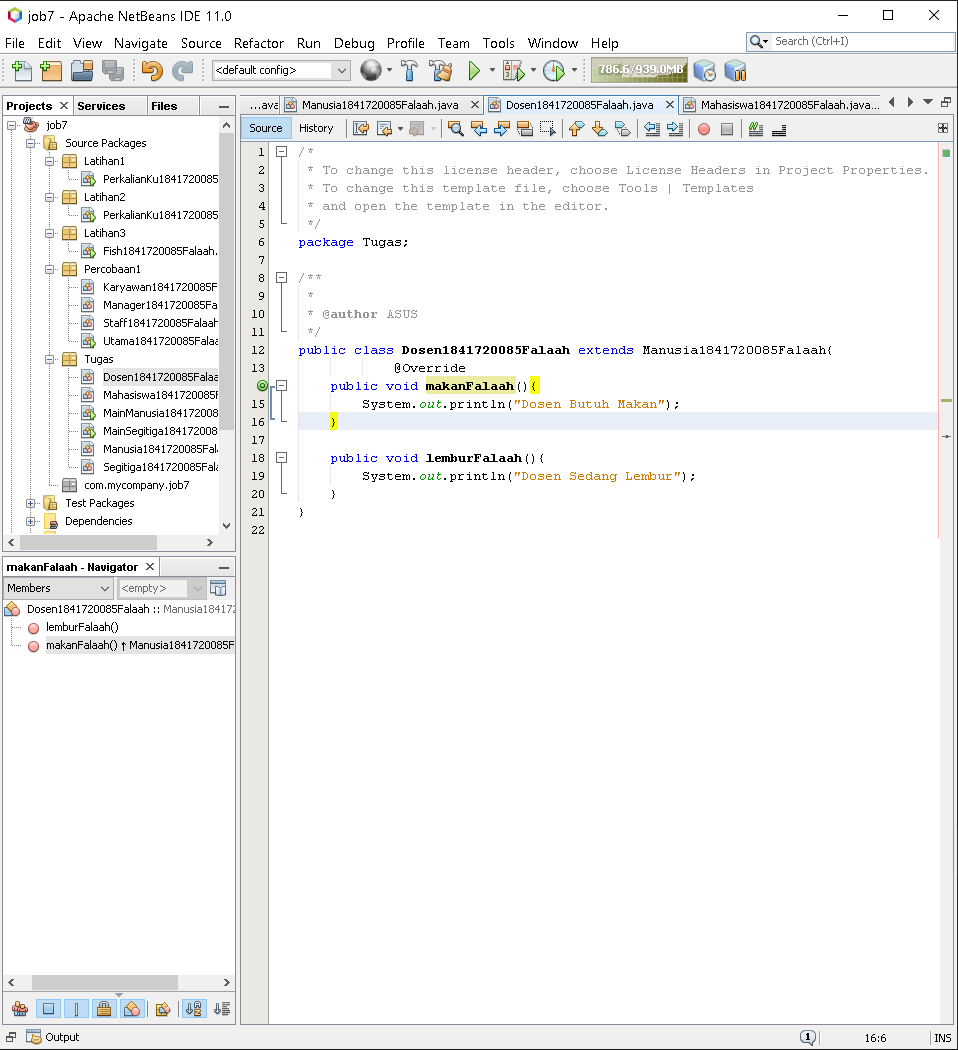 job7 - Apache NetBeans IDE 11.0
File Edit View Navigate Source Refactor Run Debug Profile Team Tools Window Help
Search (Ctrl+I)
<default config>
786.6/939.0MB
Projects Services Files
...ava Manusia1841720085Falaah.java Dosen1841720085Falaah.java Mahasiswa1841720085Falaah.java...
Source History
job7
Source Packages
Latihan1
PerkalianKu1841720085
Latihan2
PerkalianKu1841720085
Latihan3
Fish1841720085Falaah.
Percobaan1
Karyawan1841720085F
Manager1841720085Fa
Staff1841720085Falaah
Utama1841720085Falaa
Tugas
Dosen1841720085Falaa
Mahasiswa1841720085
MainManusia184172008
MainSegitiga184172008
Manusia1841720085Fal
Segitiga1841720085Fala
com.mycompany.job7
Test Packages
Dependencies
makanFalaah - Navigator
Members <empty>
Dosen1841720085Falaah :: Manusia18417
lemburFalaah()
makanFalaah() ↑ Manusia1841720085F
1 /*
2 * To change this license header, choose License Headers in Project Properties.
3 * To change this template file, choose Tools | Templates
4 * and open the template in the editor.
5 */
6 package Tugas;
7
8 /**
9 *
10 * @author ASUS
11 */
12 public class Dosen1841720085Falaah extends Manusia1841720085Falaah{
13 @Override
public void makanFalaah(){
15 System.out.println("Dosen Butuh Makan");
16 }
17
18 public void lemburFalaah(){
19 System.out.println("Dosen Sedang Lembur");
20 }
21 }
22
Output
1
16:6
INS